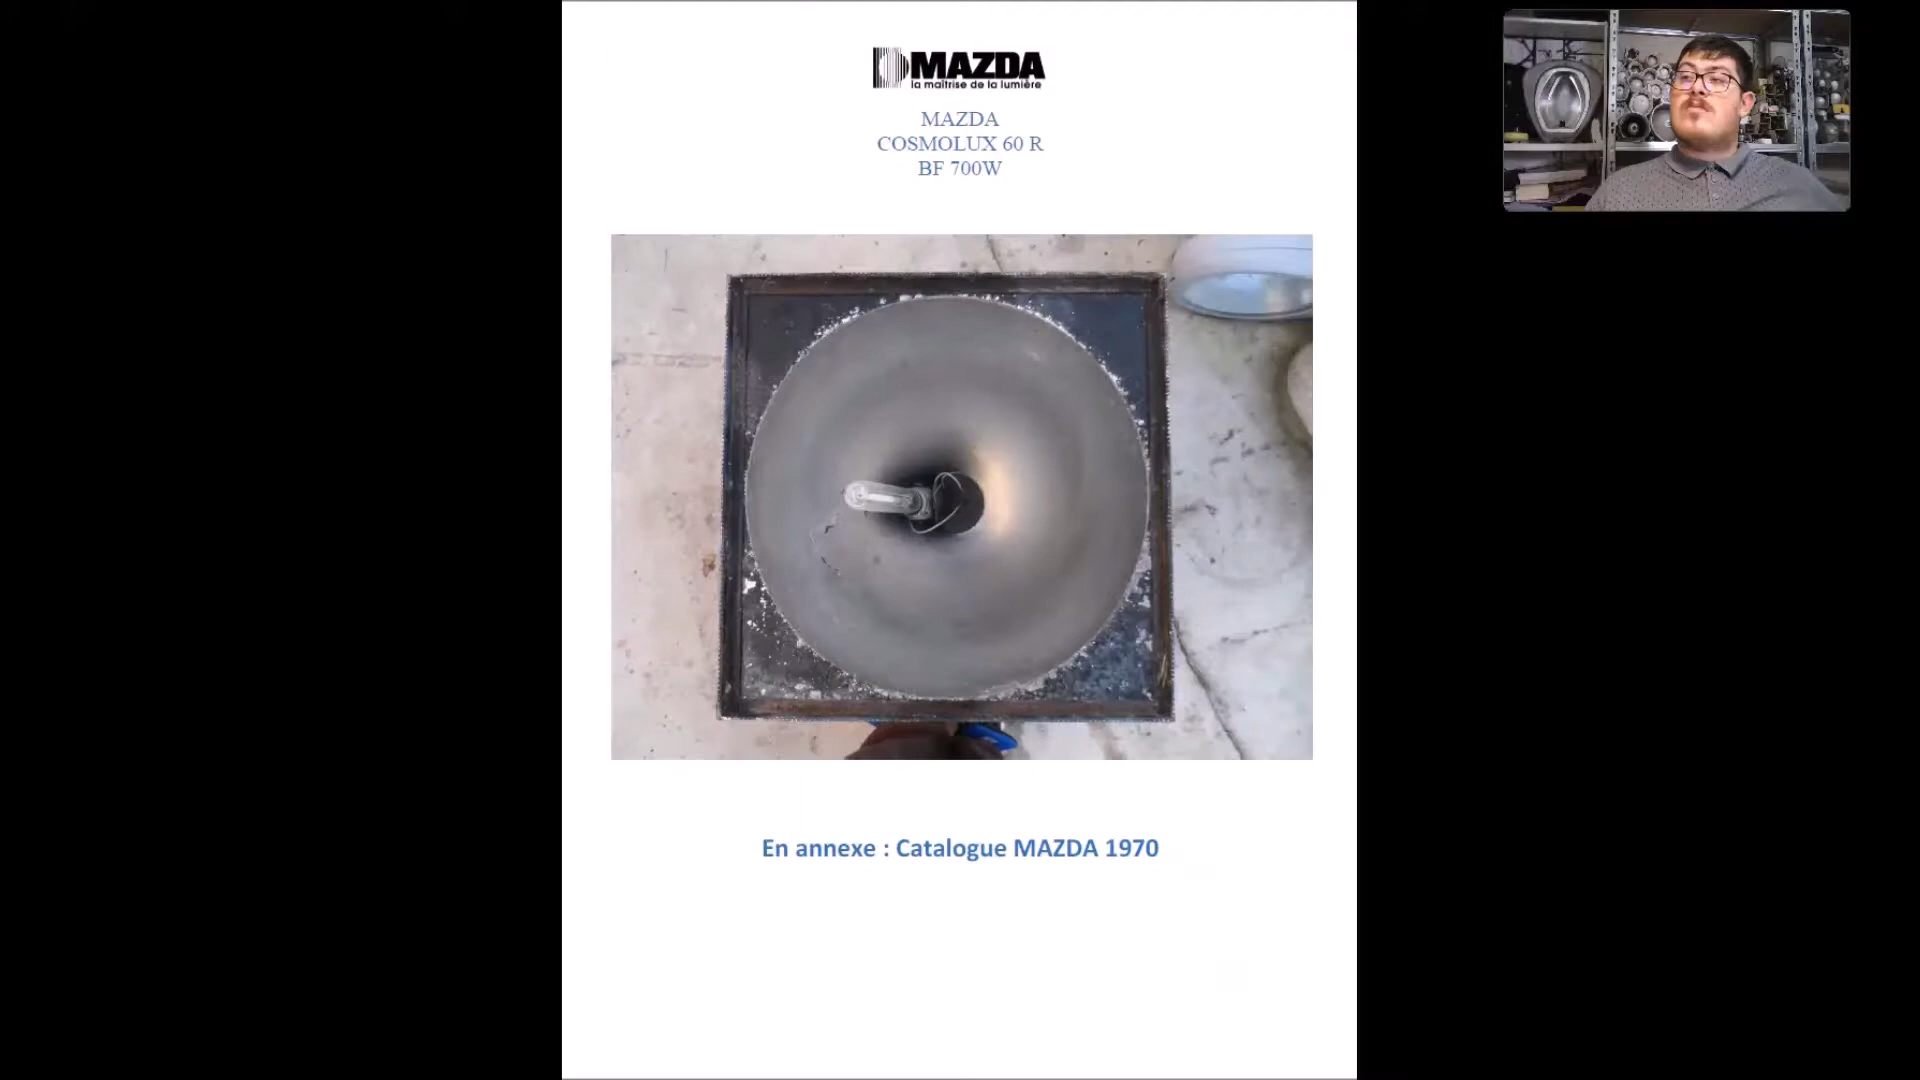 MAZDA
la maîtrise de la lumière
MAZDA
COSMOLUX 60 R
BF 700W
En annexe : Catalogue MAZDA 1970